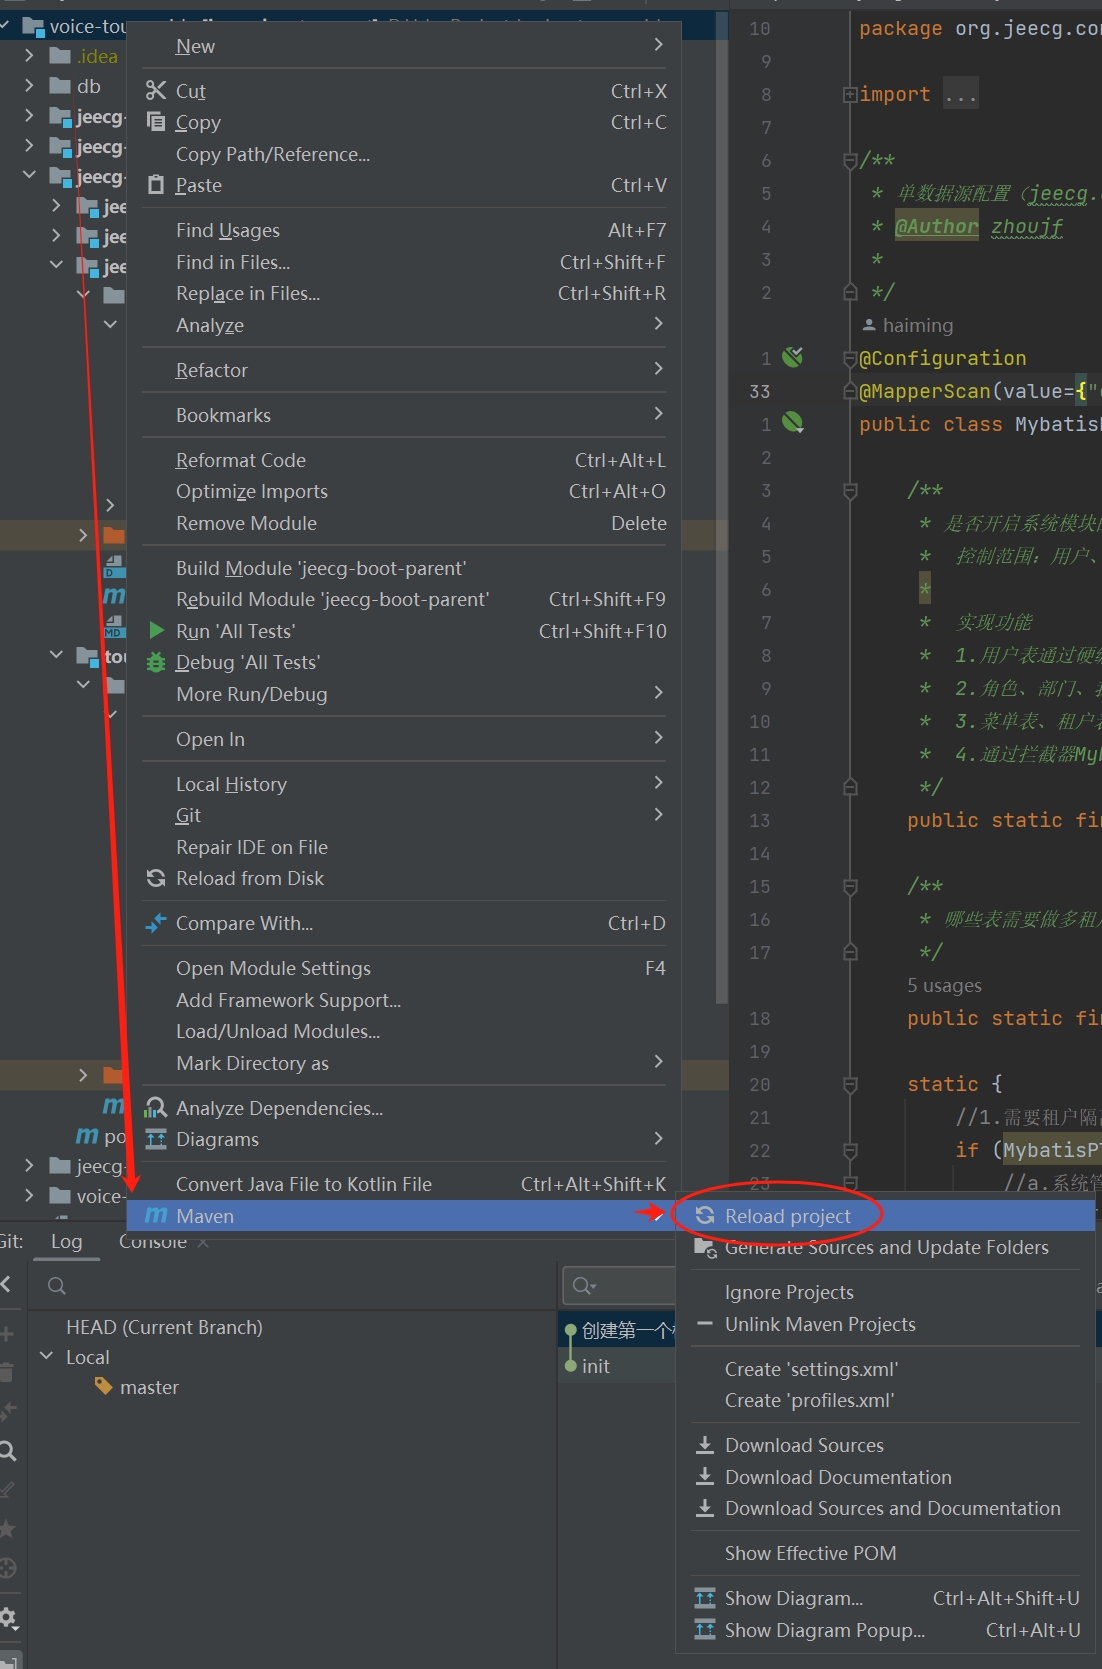 voice-tou
.idea
db
jeecg-
jeecg-
jeecg-
jee
jee
jee
tou
po
jeecg-
voice-
New
Cut Ctrl+X
Copy Ctrl+C
Copy Path/Reference...
Paste Ctrl+V
Find Usages Alt+F7
Find in Files... Ctrl+Shift+F
Replace in Files... Ctrl+Shift+R
Analyze
Refactor
Bookmarks
Reformat Code Ctrl+Alt+L
Optimize Imports Ctrl+Alt+O
Remove Module Delete
Build Module 'jeecg-boot-parent'
Rebuild Module 'jeecg-boot-parent' Ctrl+Shift+F9
Run 'All Tests' Ctrl+Shift+F10
Debug 'All Tests'
More Run/Debug
Open In
Local History
Git
Repair IDE on File
Reload from Disk
Compare With... Ctrl+D
Open Module Settings F4
Add Framework Support...
Load/Unload Modules...
Mark Directory as
Analyze Dependencies...
Diagrams
Convert Java File to Kotlin File Ctrl+Alt+Shift+K
Maven
Reload project
Generate Sources and Update Folders
Ignore Projects
Unlink Maven Projects
Create 'settings.xml'
Create 'profiles.xml'
Download Sources
Download Documentation
Download Sources and Documentation
Show Effective POM
Show Diagram... Ctrl+Alt+Shift+U
Show Diagram Popup... Ctrl+Alt+U
10 package org.jeecg.co
9
8 import ...
7
6 /**
5 * 单数据源配置（jeecg.
4 * @Author zhoujf
3 *
2 */
haiming
1 @Configuration
33 @MapperScan(value={"
1 public class Mybatis
2
3 /**
4 * 是否开启系统模块
5 * 控制范围：用户、
6 *
7 * 实现功能
8 * 1.用户表通过硬
9 * 2.角色、部门、
10 * 3.菜单表、租户
11 * 4.通过拦截器My
12 */
13 public static fi
14
15 /**
16 * 哪些表需要做多租
17 */
5 usages
18 public static fi
19
20 static {
21 //1.需要租户隔
22 if (MybatisP
23 //a.系统管
Git: Log Console
HEAD (Current Branch)
Local
master
创建第一个
init